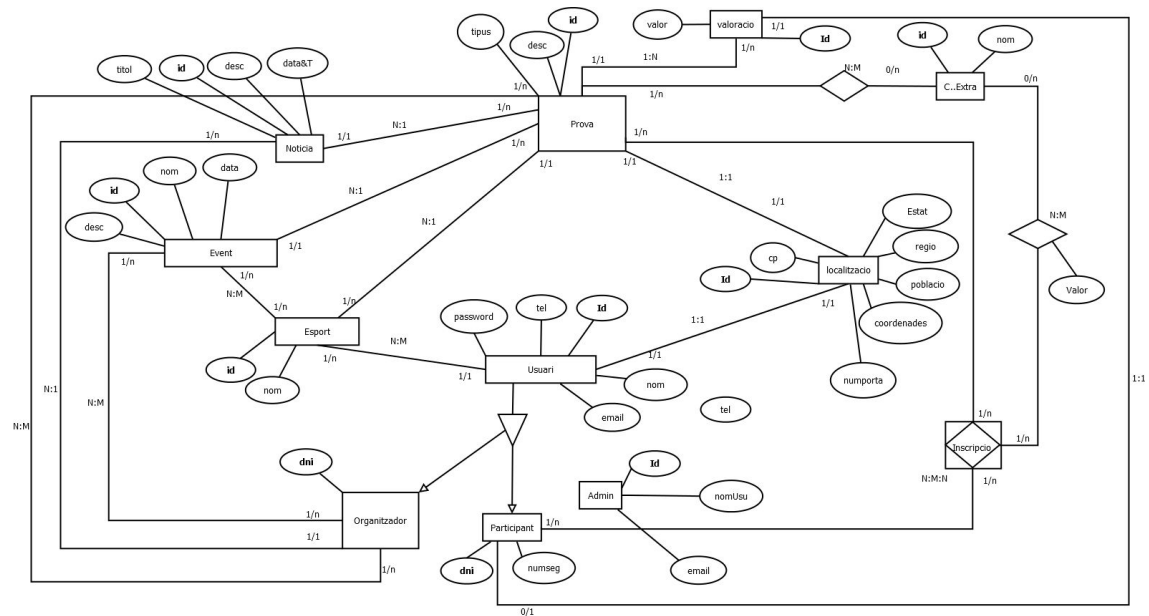 id
tipus
desc
valor
valoracio
1/1
Id
1/n
id
nom
titol
id
desc
data&T
1/n
1/1
1:N
N:M
0/n
C..Extra
0/n
1/n
1/n
Prova
1/n
1/n
Noticia
1/1
N:1
1/n
1/1
1/1
id
nom
data
desc
N:1
1:1
Event
1/1
1/n
1/n
N:1
N:M
1/n
1/n
Esport
1/n
id
nom
N:M
1/1
Estat
regio
poblacio
coordenades
numporta
cp
Id
localitzacio
1/1
N:M
Valor
password
tel
Id
1:1
Usuari
1/1
1/1
nom
email
tel
N:1
N:M
N:M
1:1
1/n
Inscripcio
1/n
N:M:N
1/n
dni
Id
Admin
nomUsu
email
1/n
Organitzador
1/1
1/n
Participant
1/n
dni
numseg
0/1